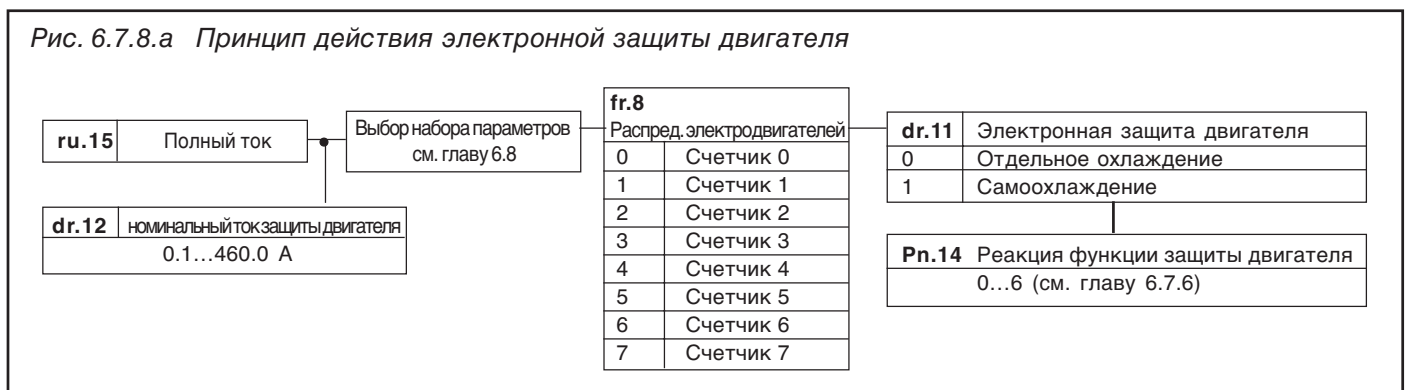 Рис. 6.7.8.а Принцип действия электронной защиты двигателя
ru.15 Полный ток
dr.12 номинальный ток защиты двигателя
0.1…460.0 А
Выбор набора параметров
см. главу 6.8
fr.8
Распред. электродвигателей
0 Счетчик 0
1 Счетчик 1
2 Счетчик 2
3 Счетчик 3
4 Счетчик 4
5 Счетчик 5
6 Счетчик 6
7 Счетчик 7
dr.11 Электронная защита двигателя
0 Отдельное охлаждение
1 Самоохлаждение
Pn.14 Реакция функции защиты двигателя
0…6 (см. главу 6.7.6)